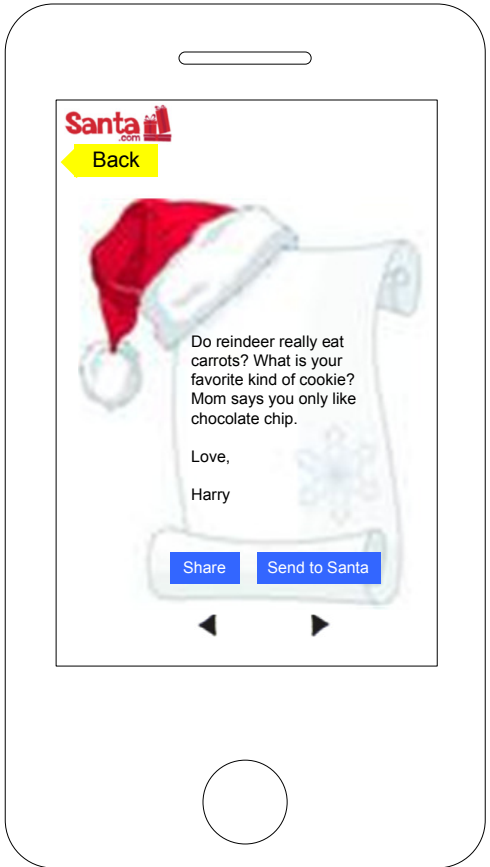 Santa
.com
Back
Do reindeer really eat
carrots? What is your
favorite kind of cookie?
Mom says you only like
chocolate chip.
Love,
Harry
Share
Send to Santa